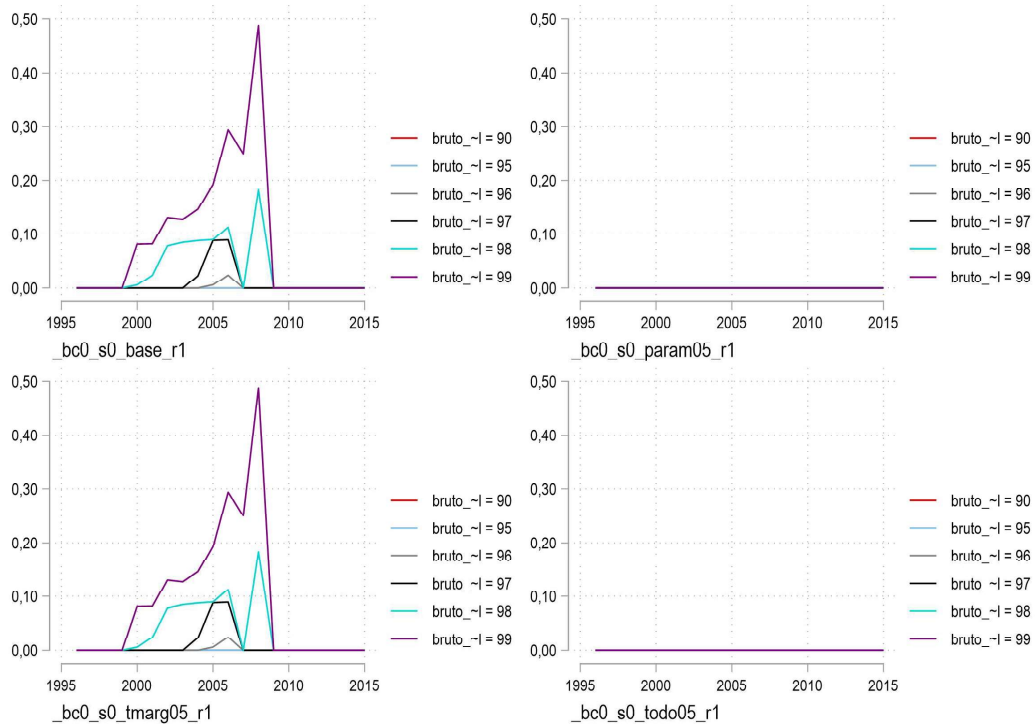 0,50
0,40
0,30
0,20
0,10
0,00
1995 2000 2005 2010 2015
bruto_~l = 90
bruto_~l = 95
bruto_~l = 96
bruto_~l = 97
bruto_~l = 98
bruto_~l = 99
_bc0_s0_base_r1
0,50
0,40
0,30
0,20
0,10
0,00
1995 2000 2005 2010 2015
bruto_~l = 90
bruto_~l = 95
bruto_~l = 96
bruto_~l = 97
bruto_~l = 98
bruto_~l = 99
_bc0_s0_param05_r1
0,50
0,40
0,30
0,20
0,10
0,00
1995 2000 2005 2010 2015
bruto_~l = 90
bruto_~l = 95
bruto_~l = 96
bruto_~l = 97
bruto_~l = 98
bruto_~l = 99
_bc0_s0_tmarg05_r1
0,50
0,40
0,30
0,20
0,10
0,00
1995 2000 2005 2010 2015
bruto_~l = 90
bruto_~l = 95
bruto_~l = 96
bruto_~l = 97
bruto_~l = 98
bruto_~l = 99
_bc0_s0_todo05_r1